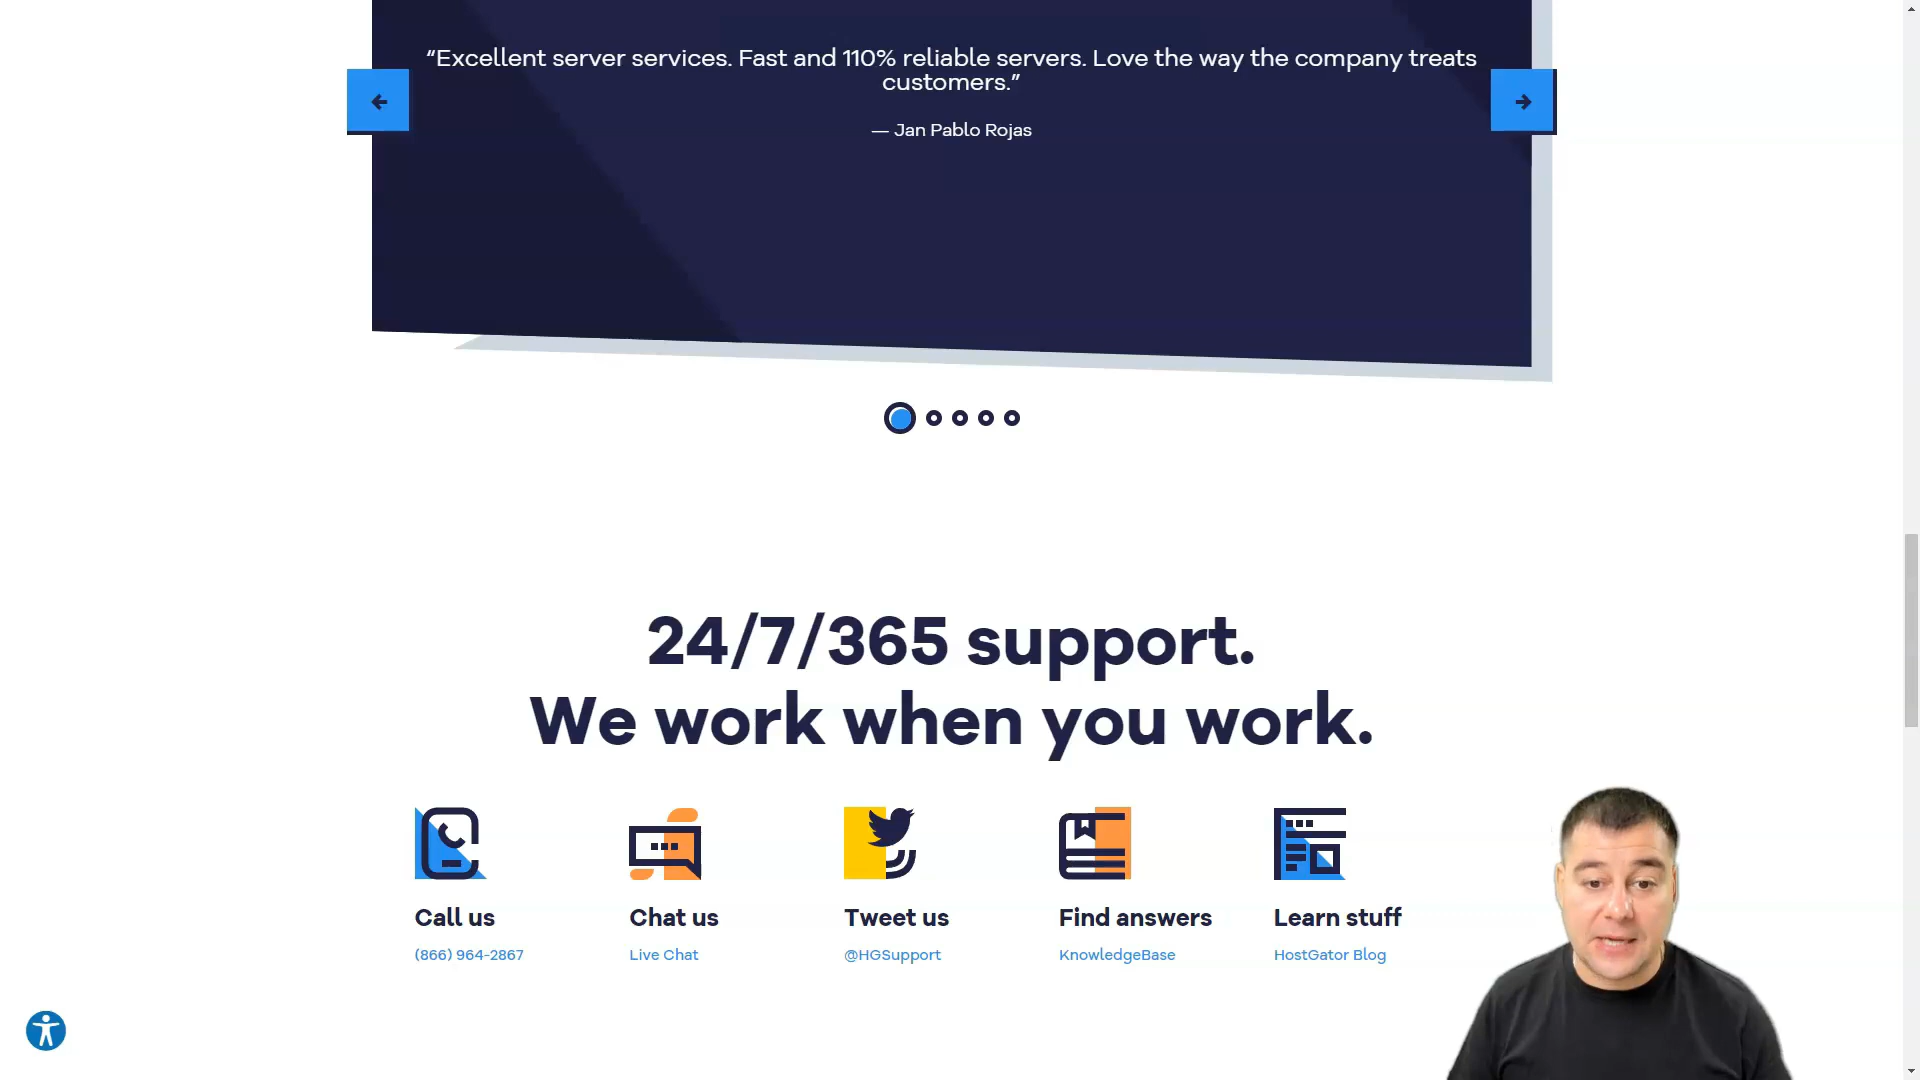 “Excellent server services. Fast and 110% reliable servers. Love the way the company treats
customers.”
— Jan Pablo Rojas
24/7/365 support.
We work when you work.
Call us
Chat us
Tweet us
Find answers
Learn stuff
(866) 964-2867
Live Chat
@HGSupport
KnowledgeBase
HostGator Blog